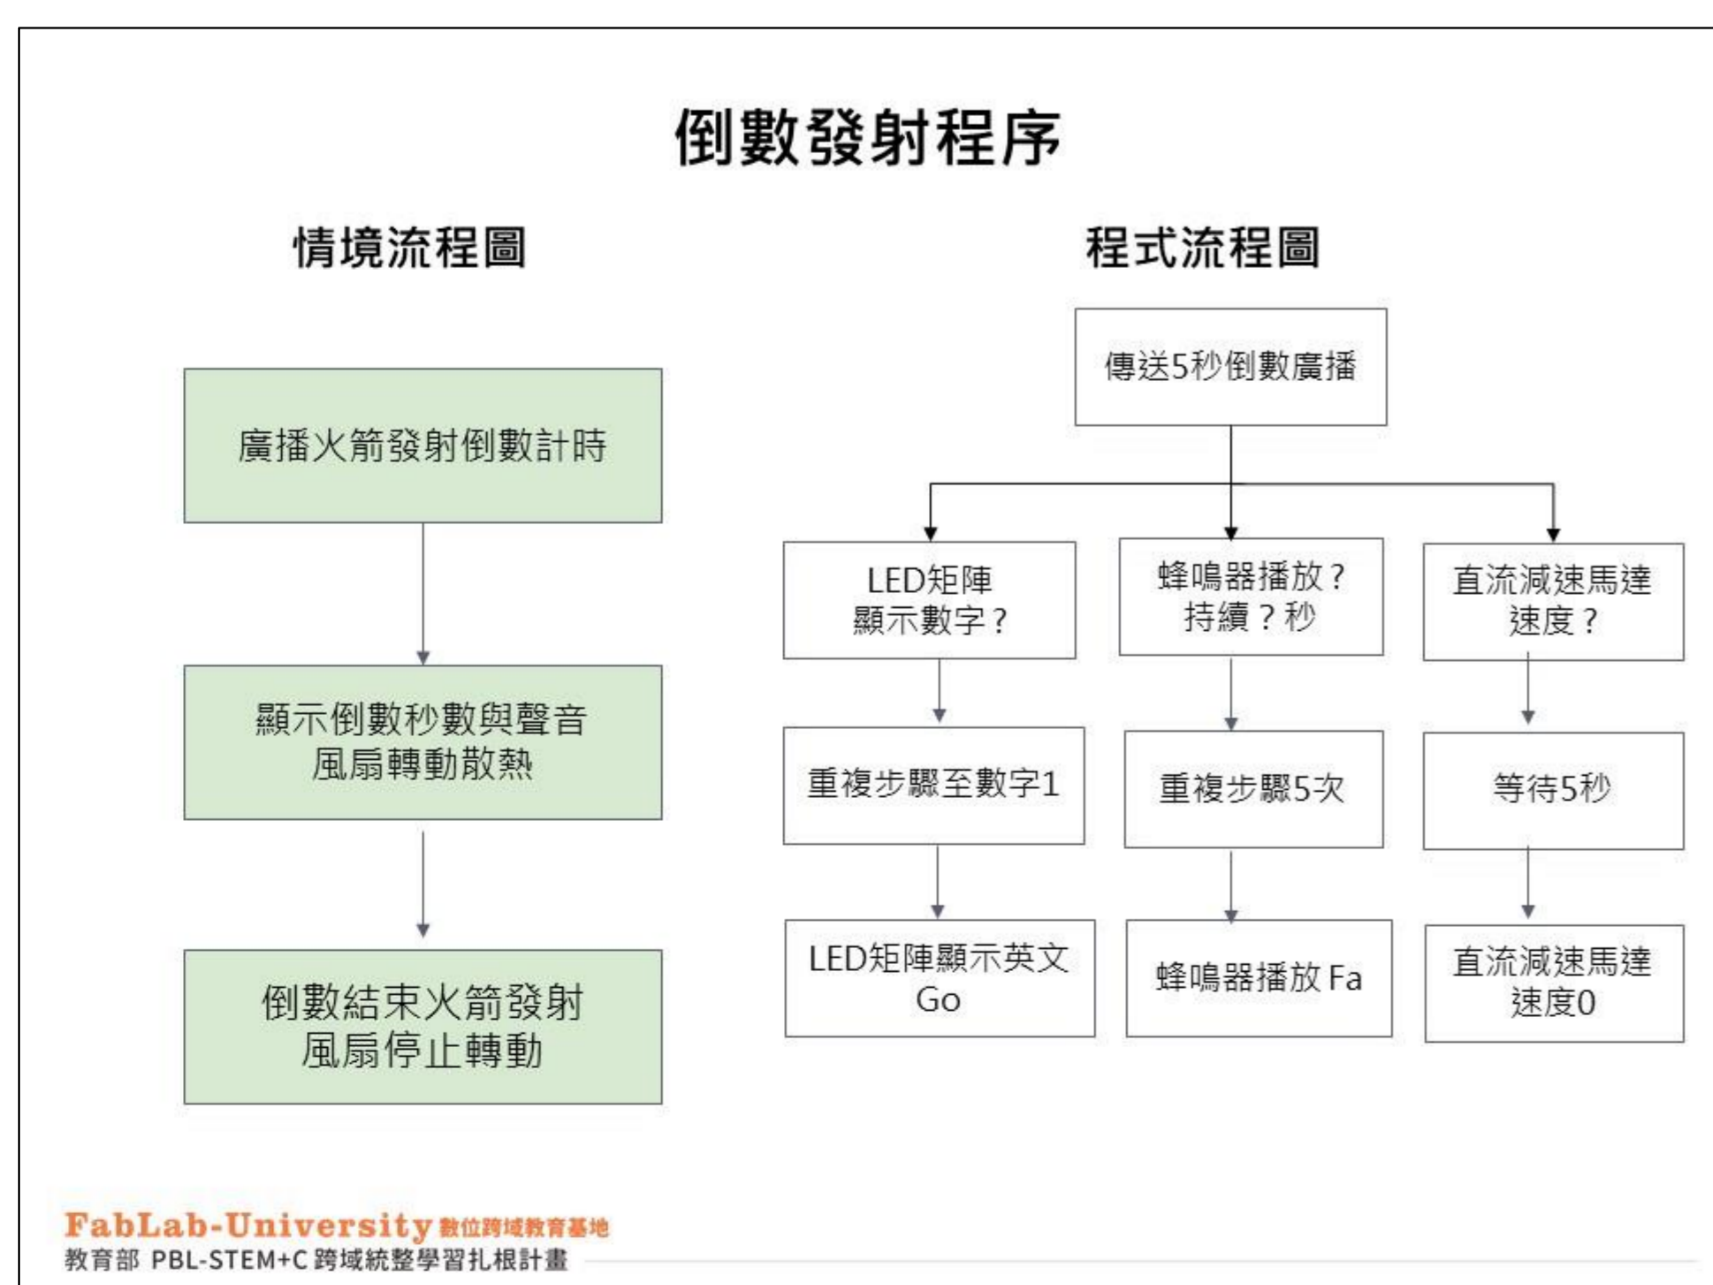 倒數發射程序
情境流程圖
廣播火箭發射倒數計時
顯示倒數秒數與聲音
風扇轉動散熱
倒數結束火箭發射
風扇停止轉動
程式流程圖
傳送5秒倒數廣播
LED矩陣
顯示數字?
重複步驟至數字1
LED矩陣顯示英文
Go
蜂鳴器播放?
持續?秒
重複步驟5次
蜂鳴器播放 Fa
直流減速馬達
速度?
等待5秒
直流減速馬達
速度0
FabLab-University 數位跨域教育基地
教育部 PBL-STEM+C 跨域統整學習扎根計畫